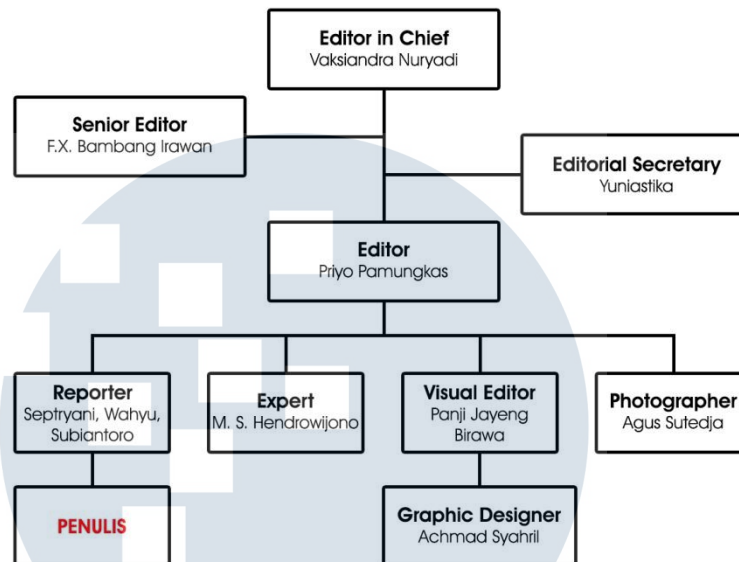 Editor in Chief
Vaksiandra Nuryadi
Senior Editor
F.X. Bambang Irawan
Editorial Secretary
Yuniastika
Editor
Priyo Pamungkas
Reporter
Septryani, Wahyu,
Subiantoro
Expert
M. S. Hendrowijono
Visual Editor
Panji Jayeng
Birawa
Photographer
Agus Sutedja
PENULIS
Graphic Designer
Achmad Syahril